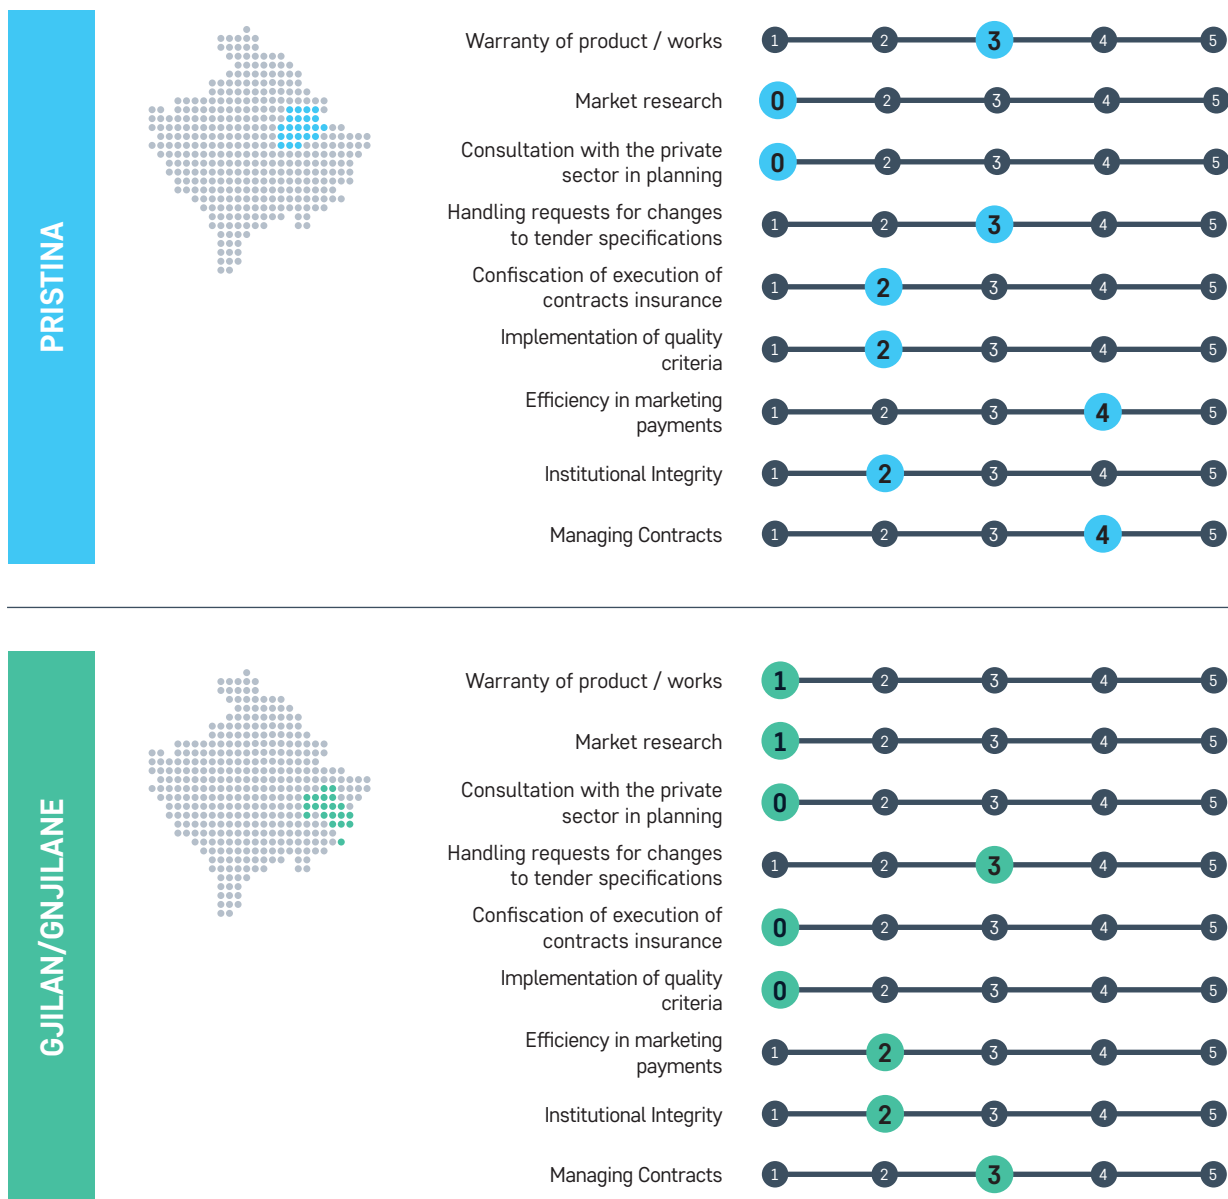 PRISTINA
Warranty of product / works
1 2 3 4 5
Market research
0 2 3 4 5
Consultation with the private
sector in planning
0 2 3 4 5
Handling requests for changes
to tender specifications
1 2 3 4 5
Confiscation of execution of
contracts insurance
1 2 3 4 5
Implementation of quality
criteria
1 2 3 4 5
Efficiency in marketing
payments
1 2 3 4 5
Institutional Integrity
1 2 3 4 5
Managing Contracts
1 2 3 4 5
GJILAN/GNJILANE
Warranty of product / works
1 2 3 4 5
Market research
1 2 3 4 5
Consultation with the private
sector in planning
0 2 3 4 5
Handling requests for changes
to tender specifications
1 2 3 4 5
Confiscation of execution of
contracts insurance
0 2 3 4 5
Implementation of quality
criteria
0 2 3 4 5
Efficiency in marketing
payments
1 2 3 4 5
Institutional Integrity
1 2 3 4 5
Managing Contracts
1 2 3 4 5